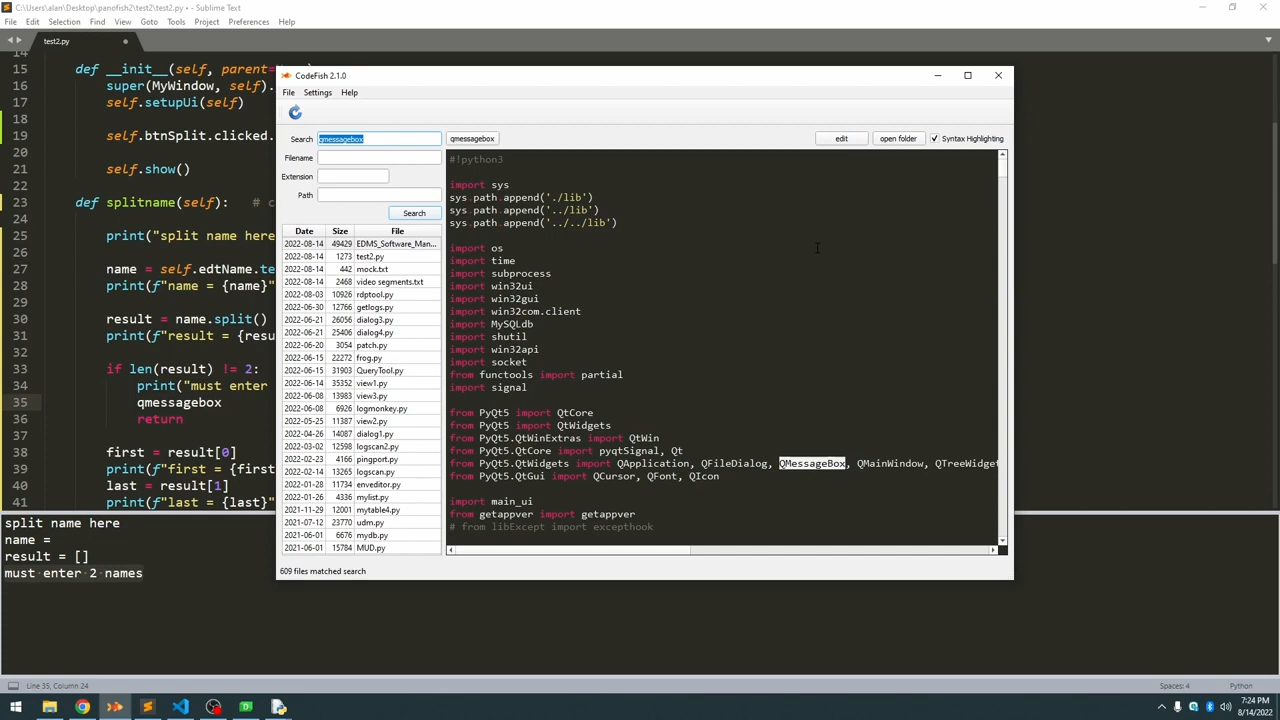 C:\Users\alan\Desktop\panofish2\test2\test2.py • - Sublime Text
File Edit Selection Find View Goto Tools Project Preferences Help
test2.py
14
15 def __init__(self, parent=
16 super(MyWindow, self).
17 self.setupUi(self)
18
19 self.btnSplit.clicked.
20
21 self.show()
22
23 def splitname(self): # c
24
25 print("split name here
26
27 name = self.edtName.te
28 print(f"name = {name}"
29
30 result = name.split()
31 print(f"result = {resu
32
33 if len(result) != 2:
34 print("must enter
35 qmessagebox
36 return
37
38 first = result[0]
39 print(f"first = {first
40 last = result[1]
41 print(f"last = {last}"
split name here
name =
result = []
must enter 2 names
Line 35, Column 24
Spaces: 4
Python
CodeFish 2.1.0
File Settings Help
Search qmessagebox
Filename
Extension
Path
Search
Date Size File
2022-08-14 49429 EDMS_Software_Man...
2022-08-14 1273 test2.py
2022-08-14 442 mock.txt
2022-08-14 2468 video segments.txt
2022-08-03 10926 rdptool.py
2022-06-30 12766 getlogs.py
2022-06-21 26056 dialog3.py
2022-06-21 25406 dialog4.py
2022-06-20 3054 patch.py
2022-06-15 22272 frog.py
2022-06-15 31903 QueryTool.py
2022-06-14 35352 view1.py
2022-06-08 13983 view3.py
2022-06-08 6926 logmonkey.py
2022-05-25 11387 view2.py
2022-04-26 14087 dialog1.py
2022-03-02 12598 logscan2.py
2022-02-23 4166 pingport.py
2022-02-14 13265 logscan.py
2022-01-28 11734 enveditor.py
2022-01-26 4336 mylist.py
2021-11-29 12001 mytable4.py
2021-07-12 23770 udm.py
2021-06-01 6676 mydb.py
2021-06-01 15784 MUD.py
609 files matched search
qmessagebox edit open folder Syntax Highlighting
#!python3
import sys
sys.path.append('./lib')
sys.path.append('../lib')
sys.path.append('../../lib')
import os
import time
import subprocess
import win32ui
import win32gui
import win32com.client
import MySQLdb
import shutil
import win32api
import socket
from functools import partial
import signal
from PyQt5 import QtCore
from PyQt5 import QtWidgets
from PyQt5.QtWinExtras import QtWin
from PyQt5.QtCore import pyqtSignal, Qt
from PyQt5.QtWidgets import QApplication, QFileDialog, QMessageBox, QMainWindow, QTreeWidget
from PyQt5.QtGui import QCursor, QFont, QIcon
import main_ui
from getappver import getappver
# from libExcept import excepthook
7:24 PM
8/14/2022